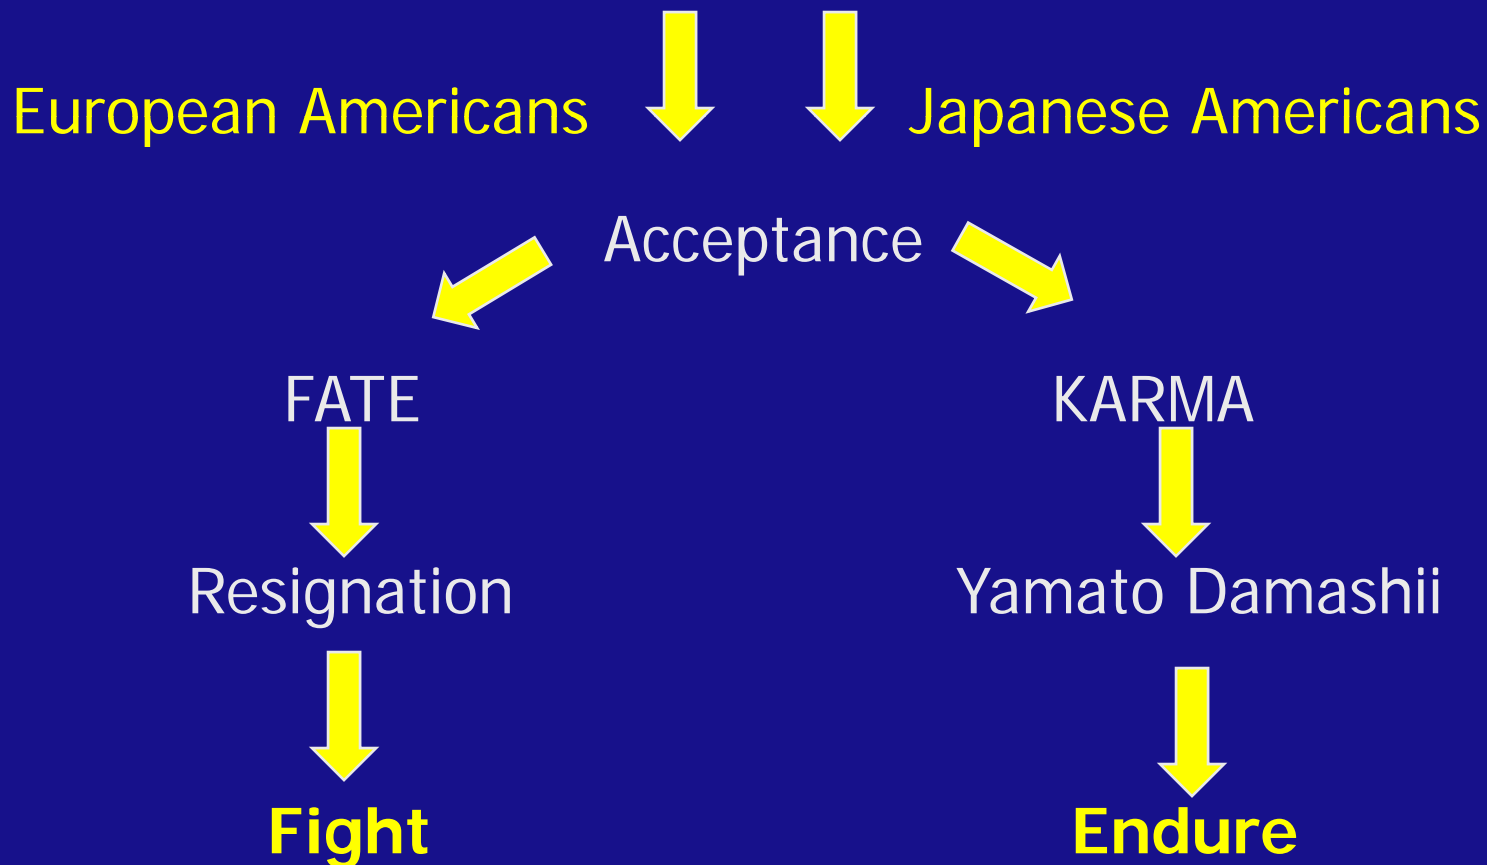 European Americans
Japanese Americans
Acceptance
FATE
KARMA
Resignation
Yamato Damashii
Fight
Endure